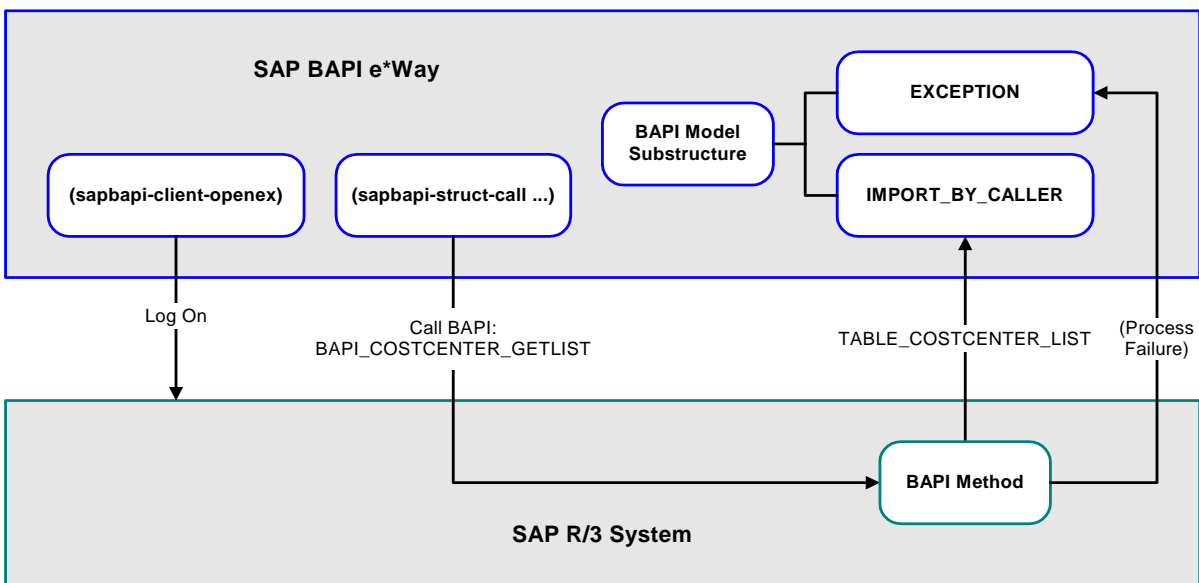 SAP BAPI e*Way
EXCEPTION
BAPI Model
Substructure
(sapbapi-client-openex)
(sapbapi-struct-call ...)
IMPORT_BY_CALLER
Log On
Call BAPI:
BAPI_COSTCENTER_GETLIST
TABLE_COSTCENTER_LIST
(Process
Failure)
BAPI Method
SAP R/3 System